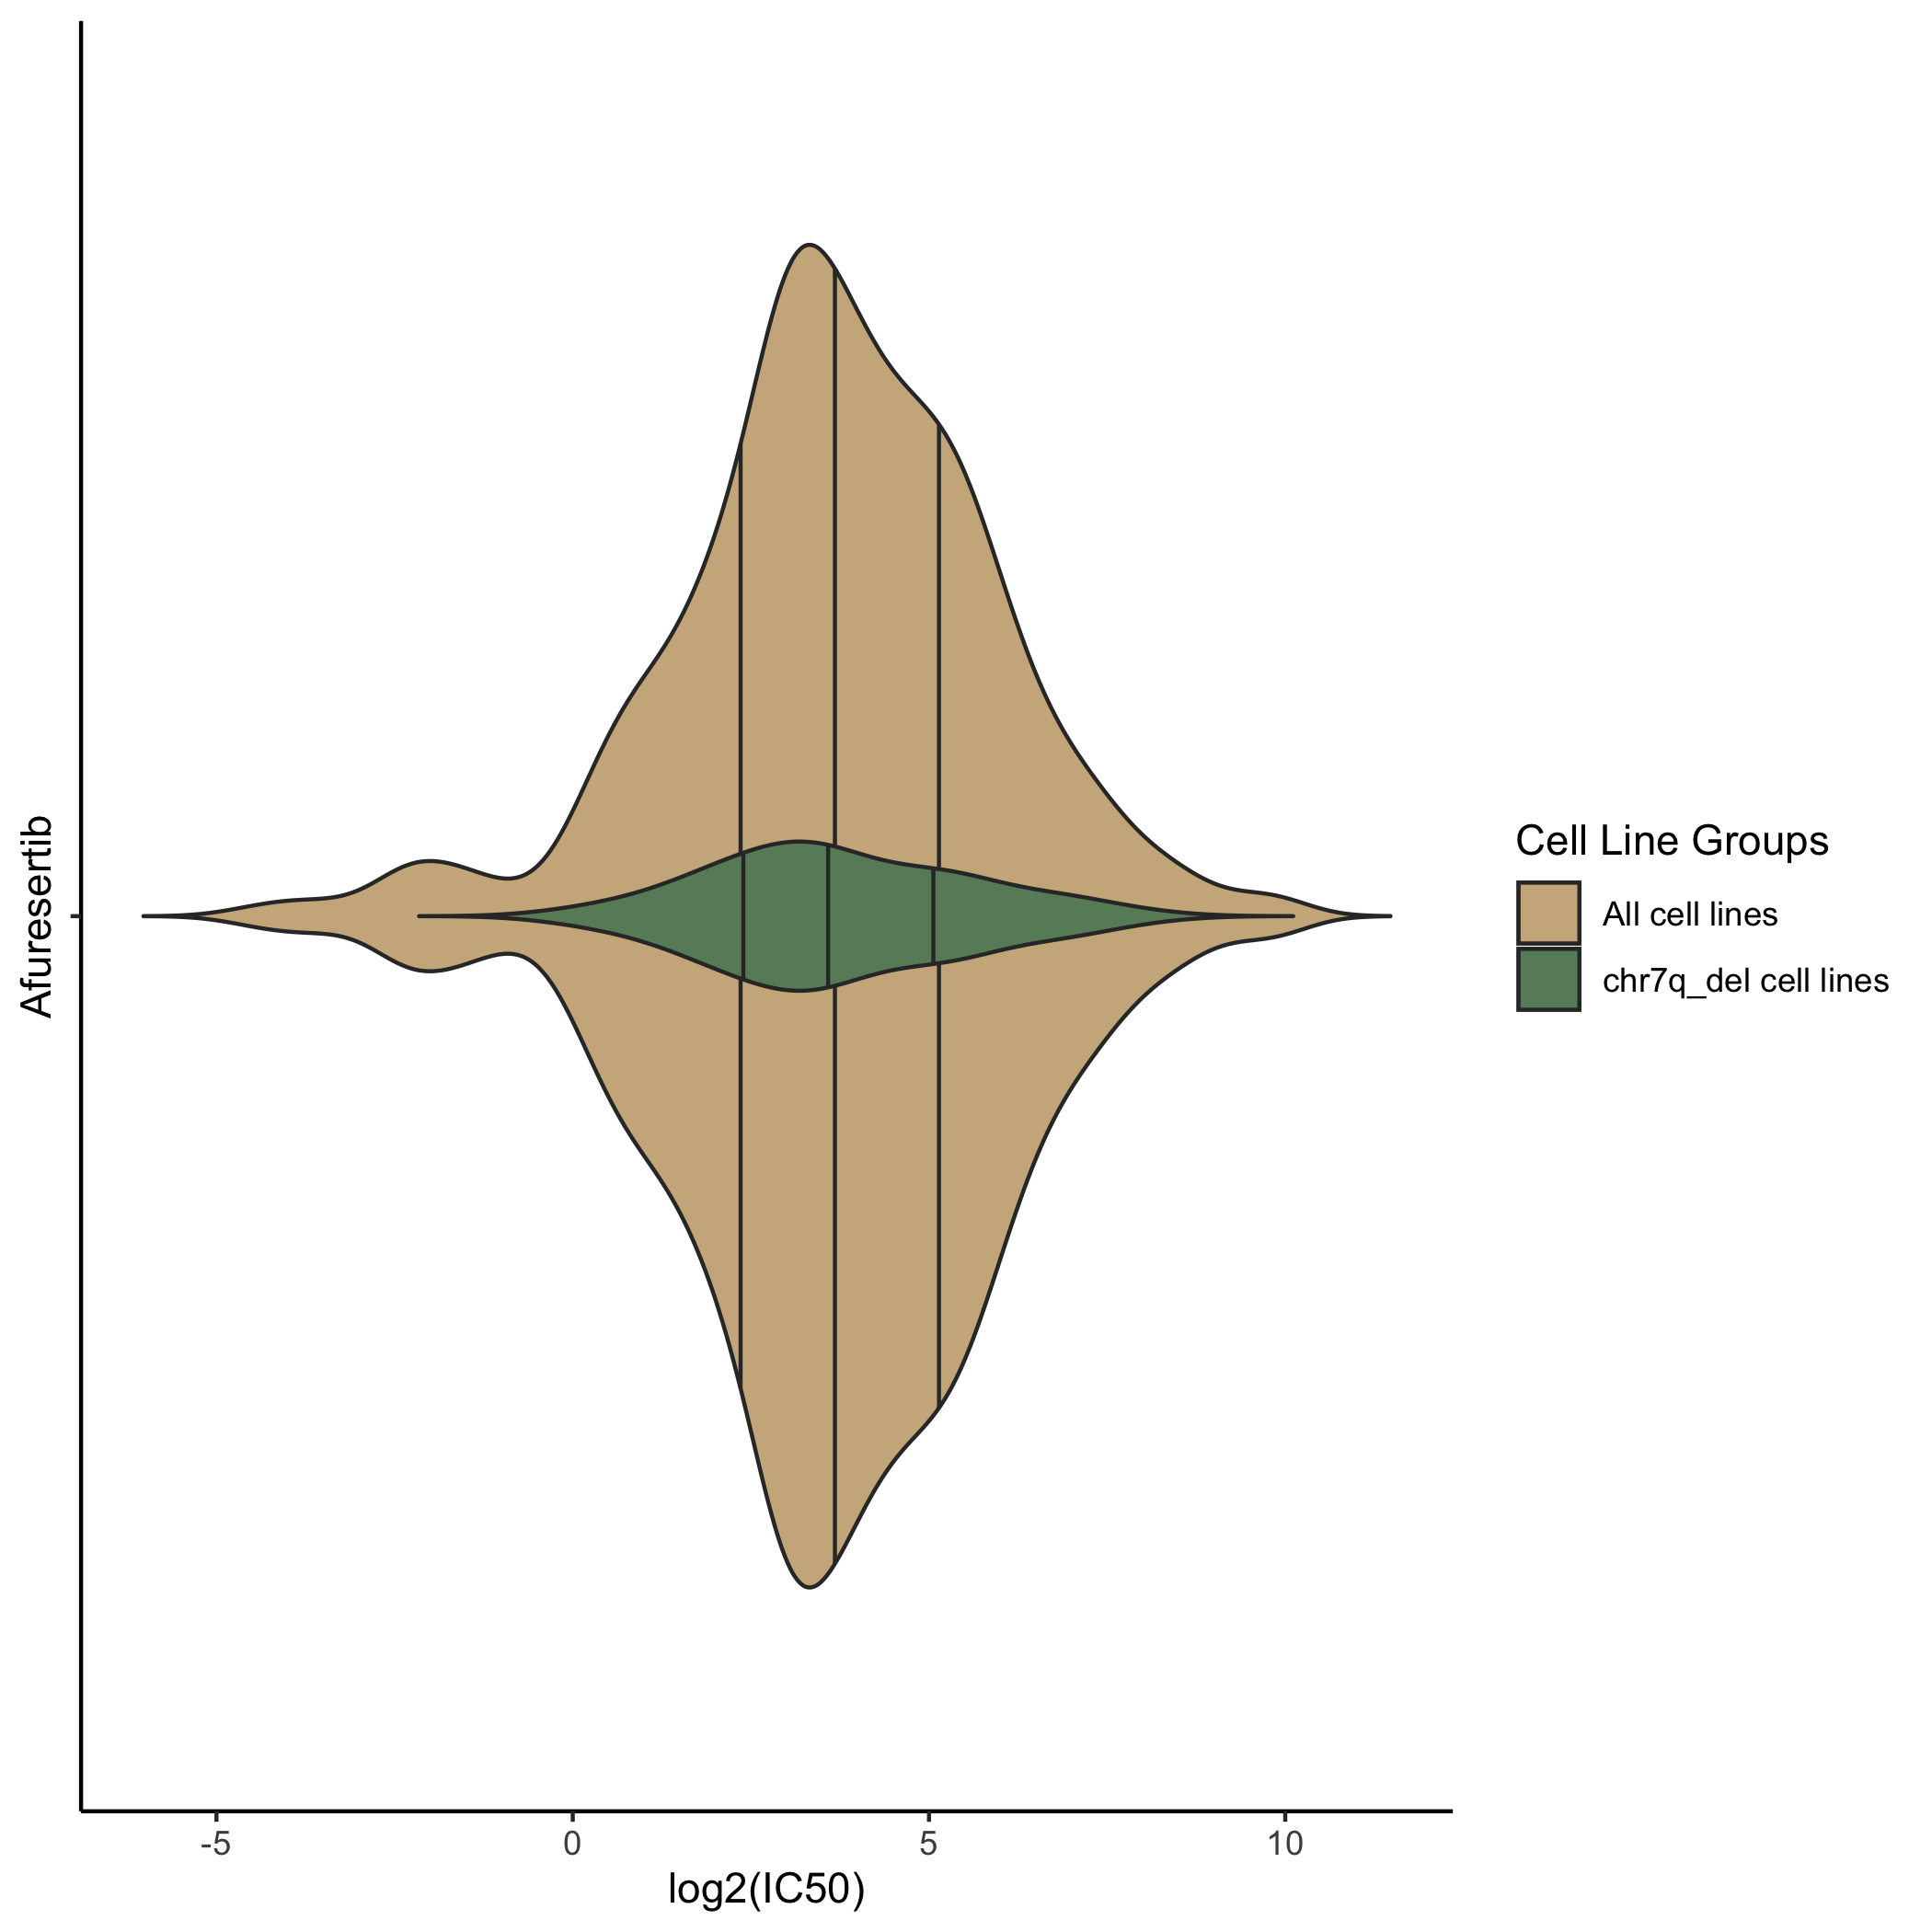 Afuresertib
-5
0
5
10
log2(IC50)
Cell Line Groups
All cell lines
chr7q_del cell lines